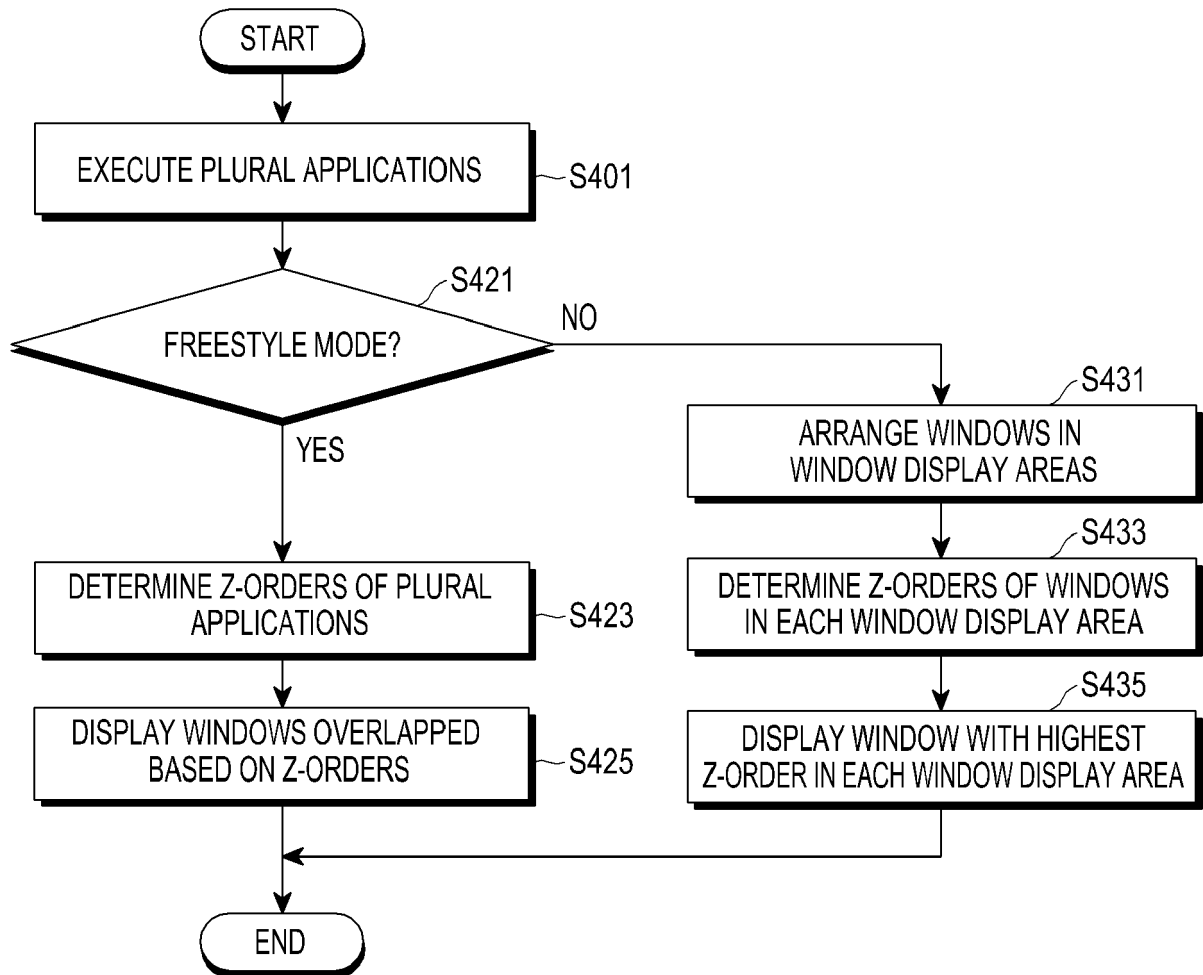 START
EXECUTE PLURAL APPLICATIONS
S401
S421
FREESTYLE MODE?
NO
YES
S431
ARRANGE WINDOWS IN
WINDOW DISPLAY AREAS
DETERMINE Z-ORDERS OF PLURAL
APPLICATIONS
S423
S433
DETERMINE Z-ORDERS OF WINDOWS
IN EACH WINDOW DISPLAY AREA
DISPLAY WINDOWS OVERLAPPED
BASED ON Z-ORDERS
S425
S435
DISPLAY WINDOW WITH HIGHEST
Z-ORDER IN EACH WINDOW DISPLAY AREA
END